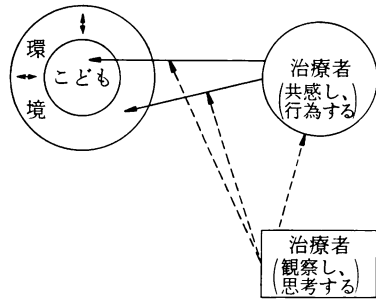 環
こども
境
治療者
(共感し、
行為する)
治療者
(観察し、
思考する)